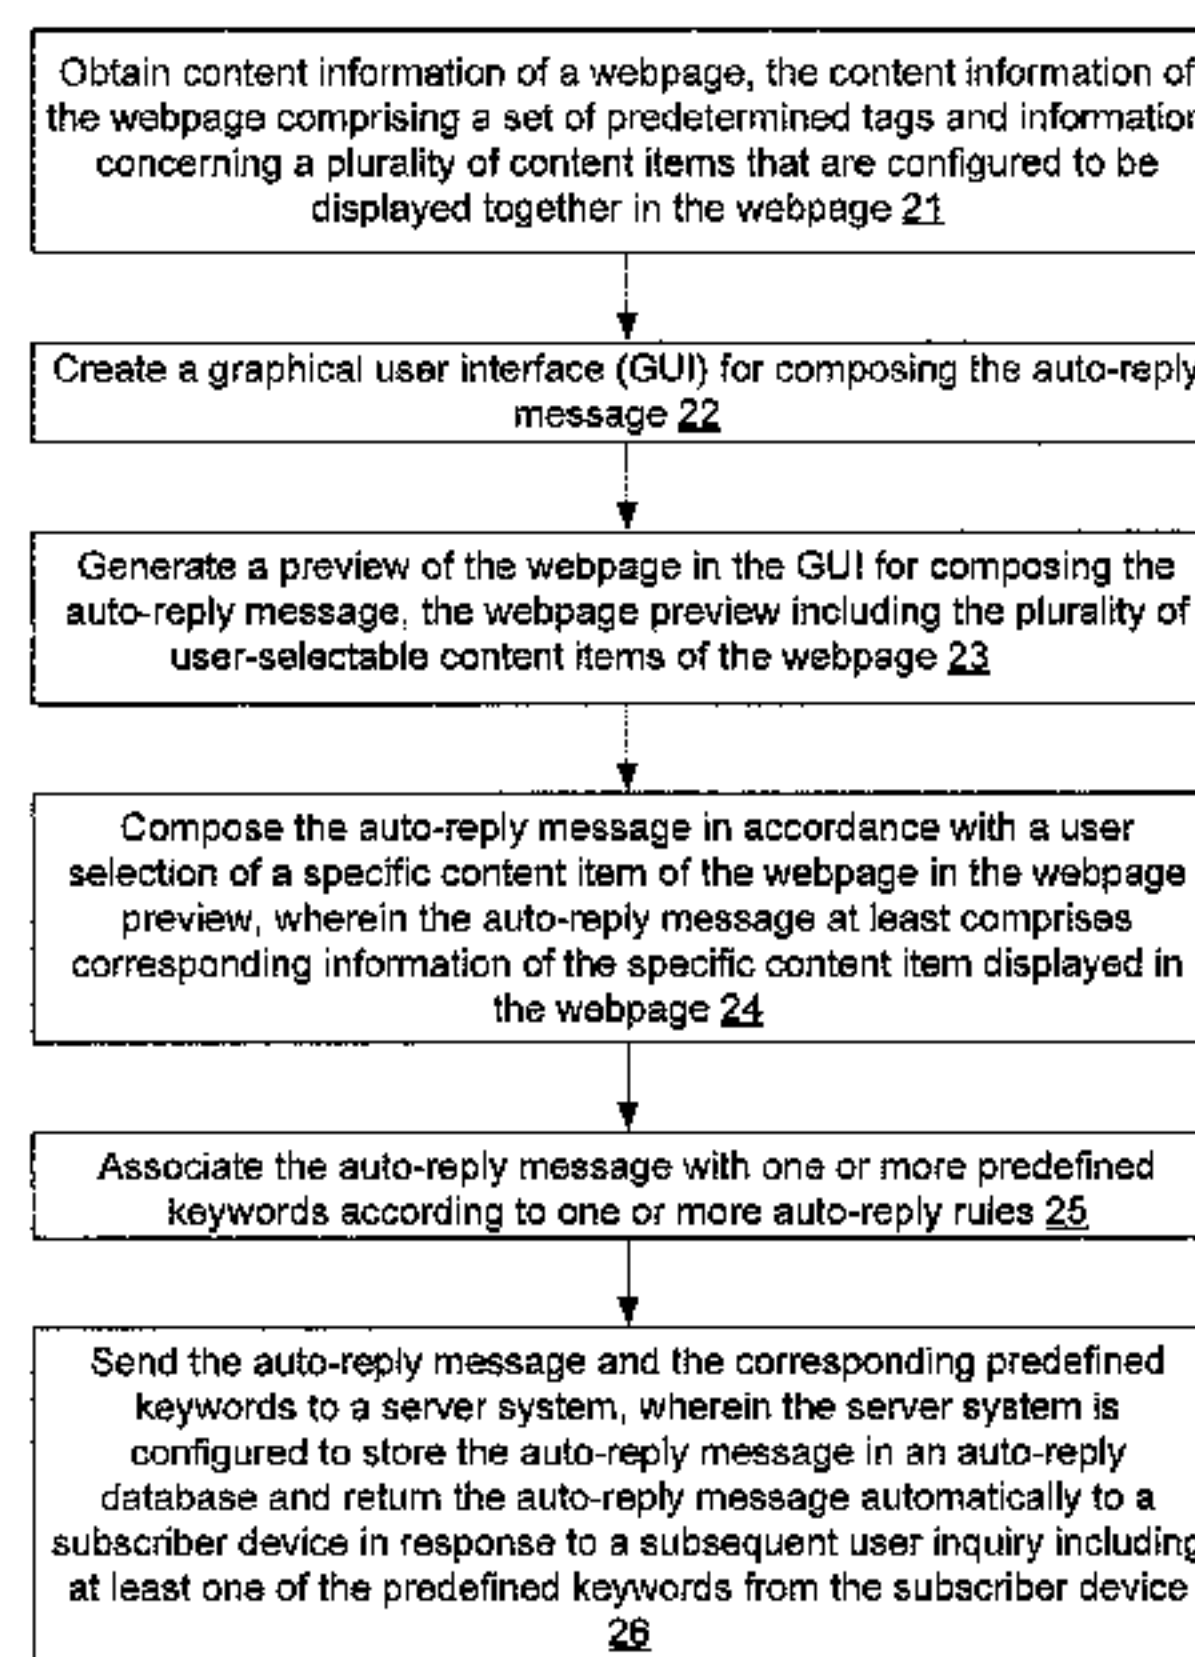 Obtain content information of a webpage, the content information of
the webpage comprising a set of predetermined tags and information
concerning a plurality of content items that are configured to be
displayed together in the webpage 21
Create a graphical user interface (GUI) for composing the auto-reply
message 22
Generate a preview of the webpage in the GUI for composing the
auto-reply message, the webpage preview including the plurality of
user-selectable content items of the webpage 23
Compose the auto-reply message in accordance with a user
selection of a specific content item of the webpage in the webpage
preview, wherein the auto-reply message at least comprises
corresponding information of the specific content item displayed in
the webpage 24
Associate the auto-reply message with one or more predefined
keywords according to one or more auto-reply rules 25
Send the auto-reply message and the corresponding predefined
keywords to a server system, wherein the server system is
configured to store the auto-reply message in an auto-reply
database and return the auto-reply message automatically to a
subscriber device in response to a subsequent user inquiry including
at least one of the predefined keywords from the subscriber device
26